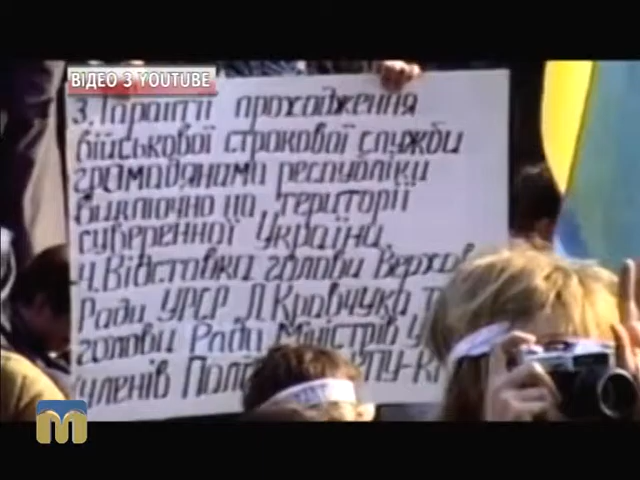 ВІДЕО З YOUTUBE
3. Гарантії проходження
військової строкової служби
громадянами республіки
виключно на території
суверенної України.
4. Відставка голови Верхов
Ради УРСР Л. Кравчука т
голови Ради Міністрів У
членів Пол
М